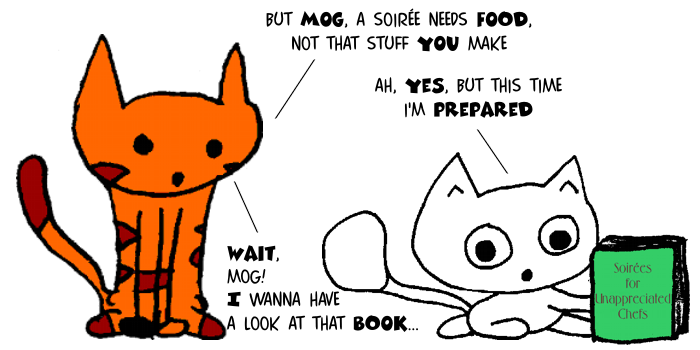 BUT MOG, A SOIRÉE NEEDS FOOD,
NOT THAT STUFF YOU MAKE
AH, YES, BUT THIS TIME
I'M PREPARED
WAIT,
MOG!
I WANNA HAVE
A LOOK AT THAT BOOK...
Soirées
for
Unappreciated
Chefs